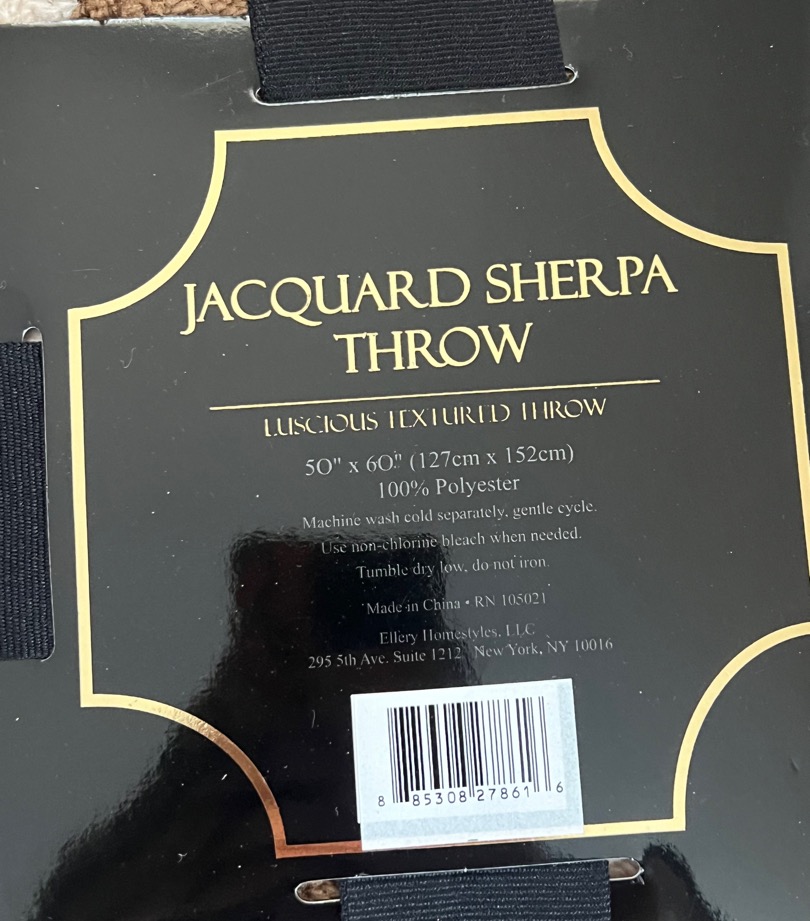 JACQUARD SHERPA
THROW
LUSCIOUS TEXTURED THROW
50" x 60" (127cm x 152cm)
100% Polyester
Machine wash cold separately, gentle cycle.
Use non-chlorine bleach when needed.
Tumble dry low, do not iron.
Made in China • RN 105021
Ellery Homestyles, LLC
295 5th Ave. Suite 1212, New York, NY 10016
8 85308 27861 6